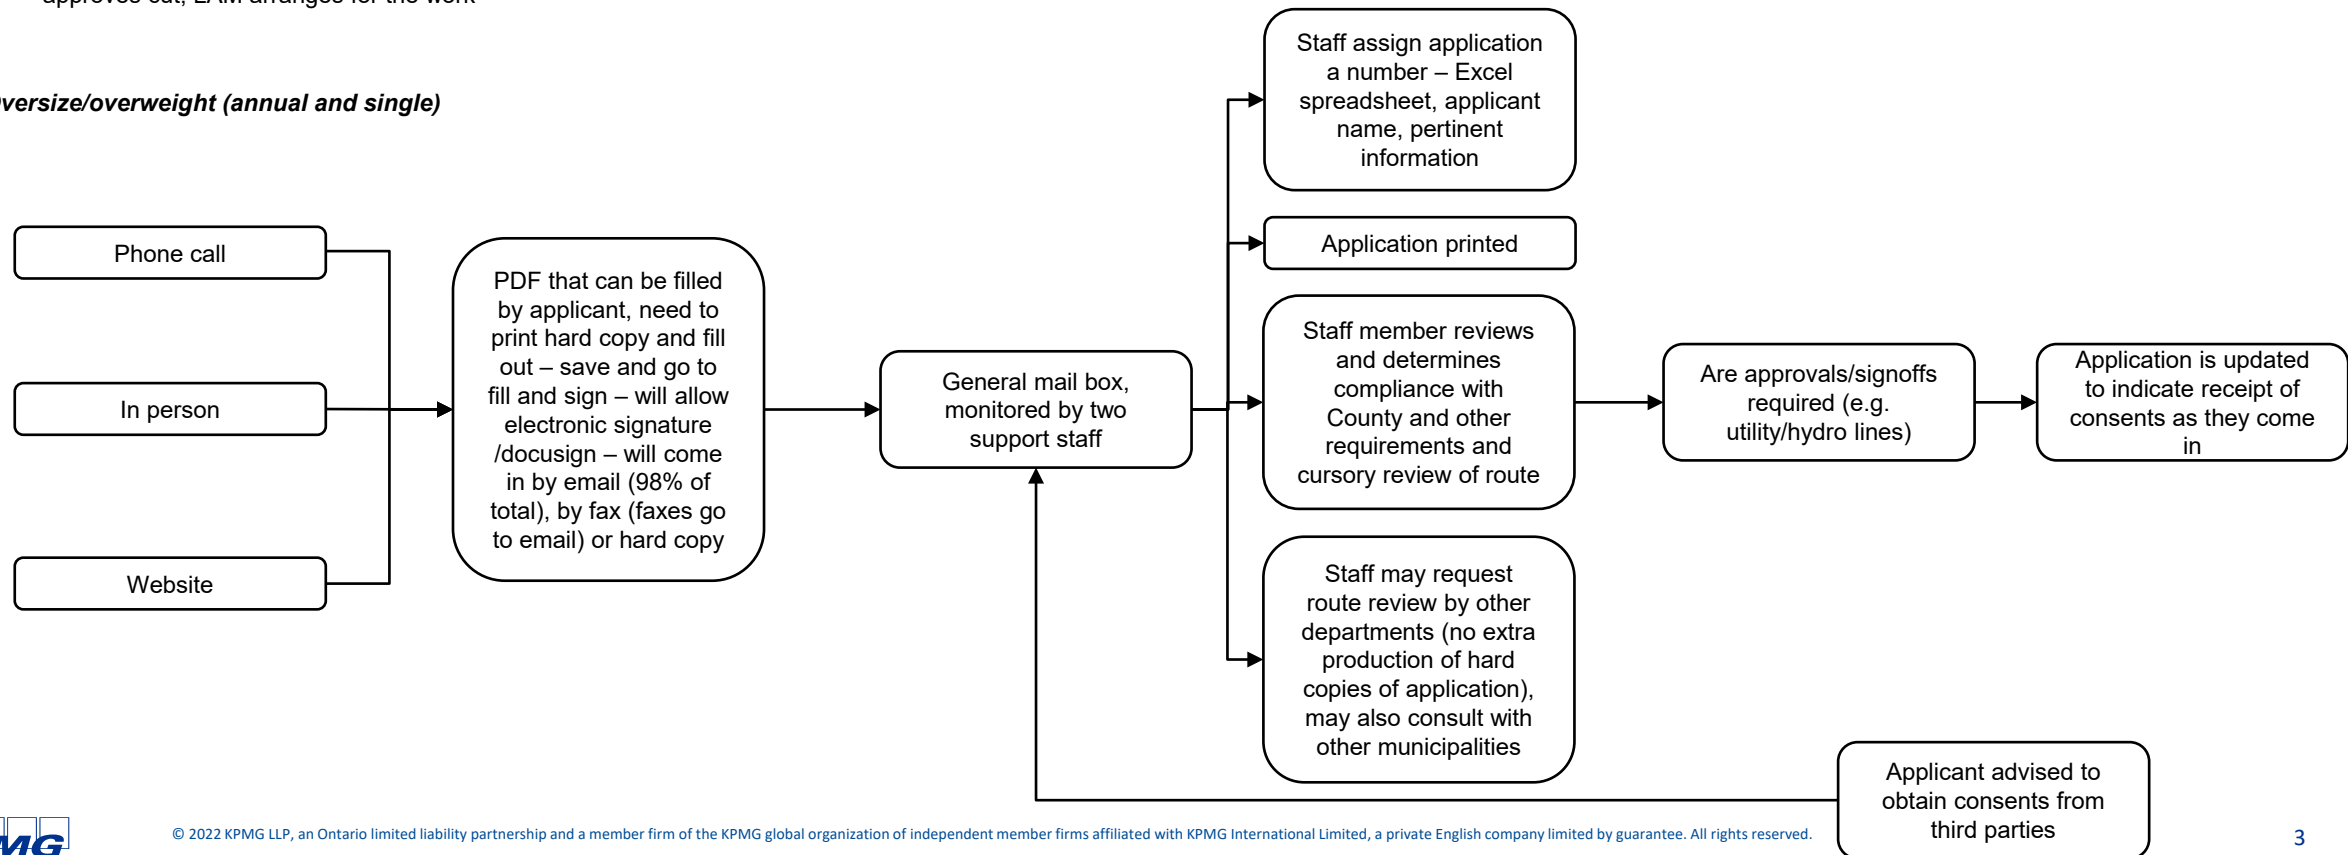 approves cut, LAM arranges for the work
versize/overweight (annual and single)
Phone call
In person
Website
PDF that can be filled
by applicant, need to
print hard copy and fill
out – save and go to
fill and sign – will allow
electronic signature
/docusign – will come
in by email (98% of
total), by fax (faxes go
to email) or hard copy
General mail box,
monitored by two
support staff
Staff assign application
a number – Excel
spreadsheet, applicant
name, pertinent
information
Application printed
Staff member reviews
and determines
compliance with
County and other
requirements and
cursory review of route
Staff may request
route review by other
departments (no extra
production of hard
copies of application),
may also consult with
other municipalities
Are approvals/signoffs
required (e.g.
utility/hydro lines)
Application is updated
to indicate receipt of
consents as they come
in
Applicant advised to
obtain consents from
third parties
MG
© 2022 KPMG LLP, an Ontario limited liability partnership and a member firm of the KPMG global organization of independent member firms affiliated with KPMG International Limited, a private English company limited by guarantee. All rights reserved.
3